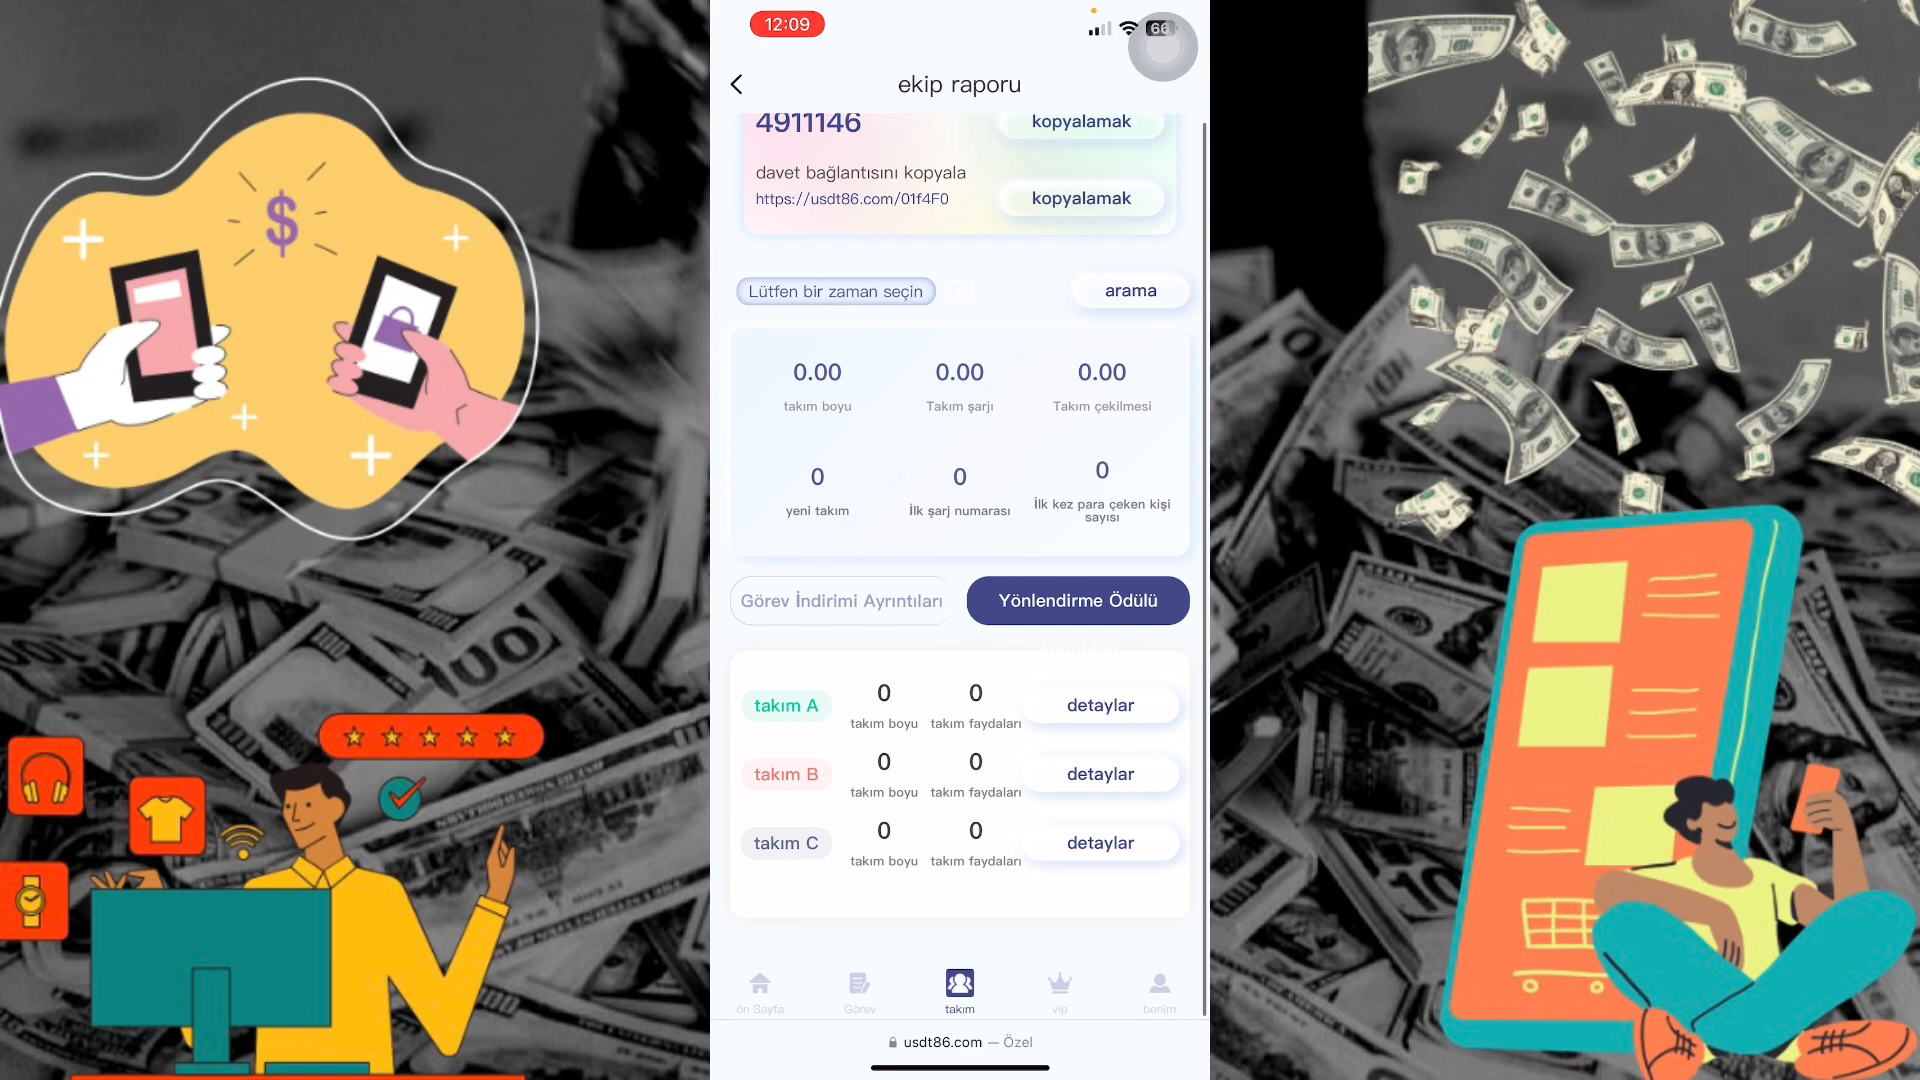 12:09
66
ekip raporu
4911146
kopyalamak
davet bağlantısını kopyala
https://usdt86.com/01f4F0
kopyalamak
Lütfen bir zaman seçin
arama
0.00
0.00
0.00
takım boyu
Takım şarjı
Takım çekilmesi
0
0
0
yeni takım
İlk şarj numarası
İlk kez para çeken kişi
sayısı
Görev İndirimi Ayrıntıları
Yönlendirme Ödülü
Ayrıntıları
takım A
0
0
detaylar
takım boyu
takım faydaları
takım B
0
0
detaylar
takım boyu
takım faydaları
takım C
0
0
detaylar
takım boyu
takım faydaları
ön Sayfa
Görev
takım
vip
benim
usdt86.com — Özel
$
100